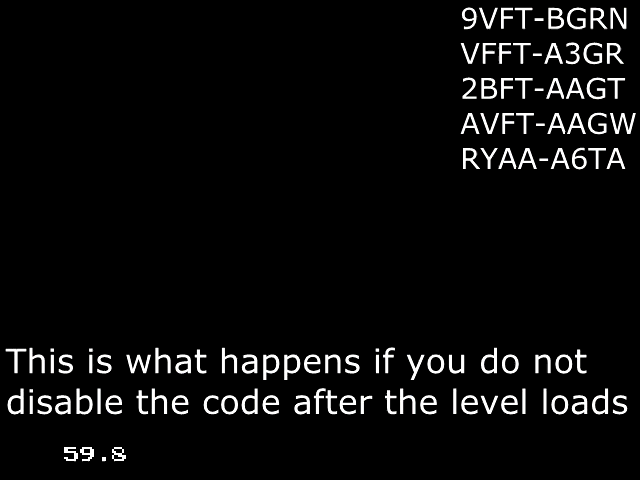 9VFT-BGRN
VFFT-A3GR
2BFT-AAGT
AVFT-AAGW
RYAA-A6TA
This is what happens if you do not
disable the code after the level loads
59.8